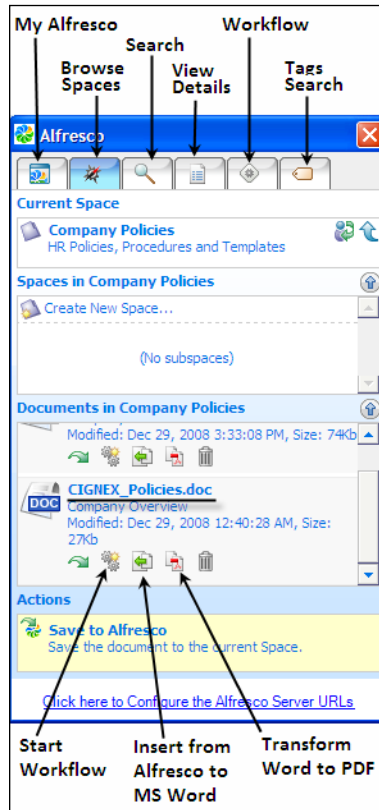 My Alfresco
Workflow
Search
Browse
Spaces
View
Details
Tags
Search
Alfresco
Current Space
Company Policies
HR Policies, Procedures and Templates
Spaces in Company Policies
Create New Space...
(No subspaces)
Documents in Company Policies
Modified: Dec 29, 2008 3:33:08 PM, Size: 74Kb
DOC
CIGNEX_Policies.doc
Company Overview
Modified: Dec 29, 2008 12:40:28 AM, Size:
27Kb
Actions
Save to Alfresco
Save the document to the current Space.
Click here to Configure the Alfresco Server URLs
Start
Workflow
Insert from
Alfresco to
MS Word
Transform
Word to PDF